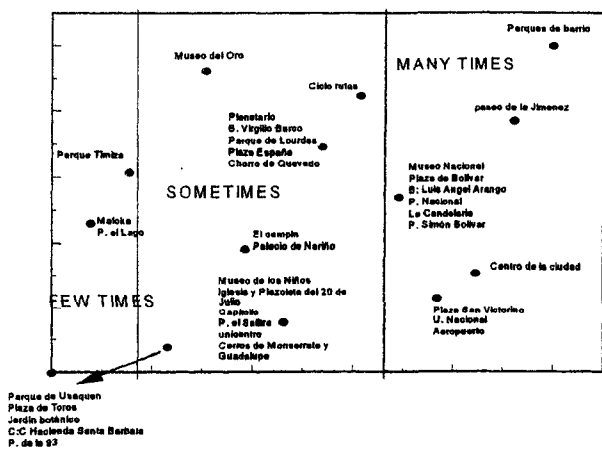 Parques de barrio
Museo del Oro
MANY TIMES
Ciclo rutas
paseo de la Jimenez
Planetario
B. Virgilio Barco
Parque de Lourdes
Plaza España
Chorro de Quevedo
Parque Timiza
Museo Nacional
Plaza de Bolivar
B: Luis Angel Arango
P. Nacional
La Candelaria
P. Simón Bolivar
SOMETIMES
Maloka
P. el Lago
El campin
Palacio de Nariño
Centro de la ciudad
Museo de los Niños
Iglesia y Plazoleta del 20 de
Julio
Capitolio
P. el Salitre
unicentro
Cerros de Monserrate y
Guadalupe
FEW TIMES
Plaza San Victorino
U. Nacional
Aeropuerto
Parque de Usaquen
Plaza de Toros
Jardin botánico
C:C Hacienda Santa Barbara
P. de la 93